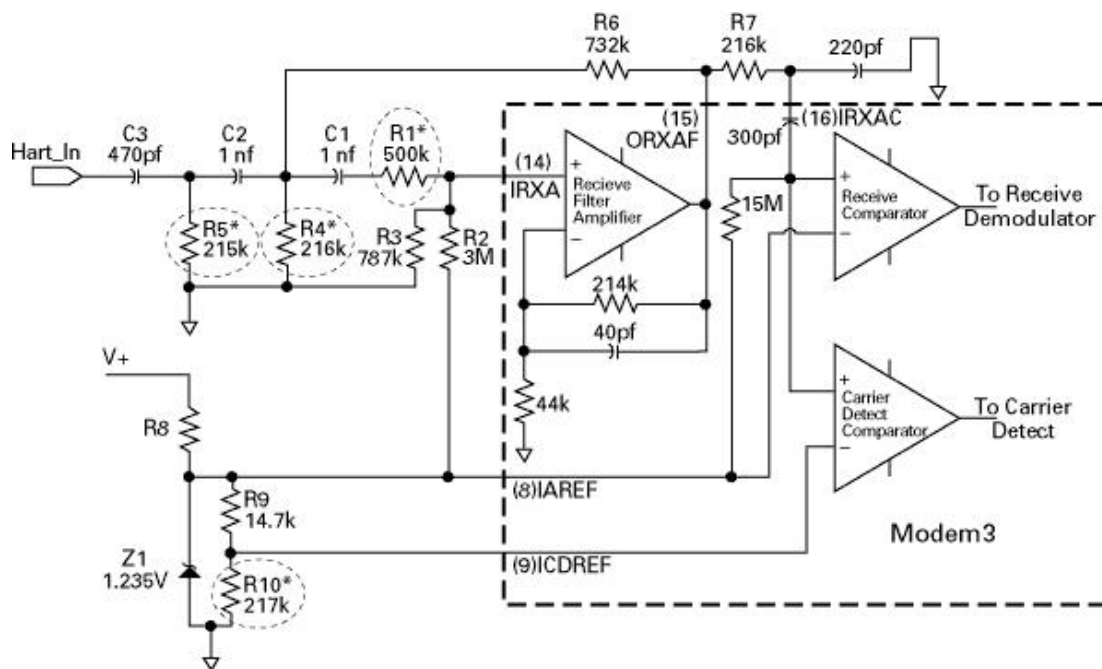 R6
732k
R7
216k
220pf
C3
470pf
C2
1 nf
C1
1 nf
R1*
500k
(15)
ORXAF
(16)IRXAC
300pf
Hart_In
(14)
IRXA
+
Recieve
Filter
Amplifier
−
15M
+
Receive
Comparator
−
To Receive
Demodulator
R5*
215k
R4*
216k
R3
787k
R2
3M
214k
40pf
44k
V+
R8
+
Carrier
Detect
Comparator
−
To Carrier
Detect
(8)IAREF
R9
14.7k
Modem3
Z1
1.235V
(9)ICDREF
R10*
217k